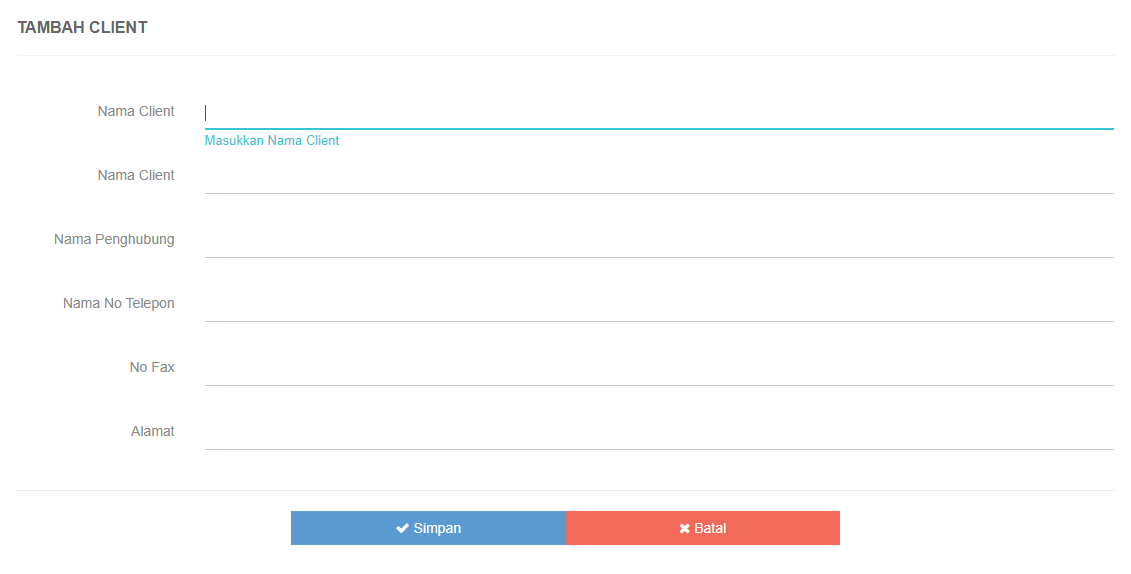 TAMBAH CLIENT
Nama Client
Masukkan Nama Client
Nama Client
Nama Penghubung
Nama No Telepon
No Fax
Alamat
Simpan
Batal